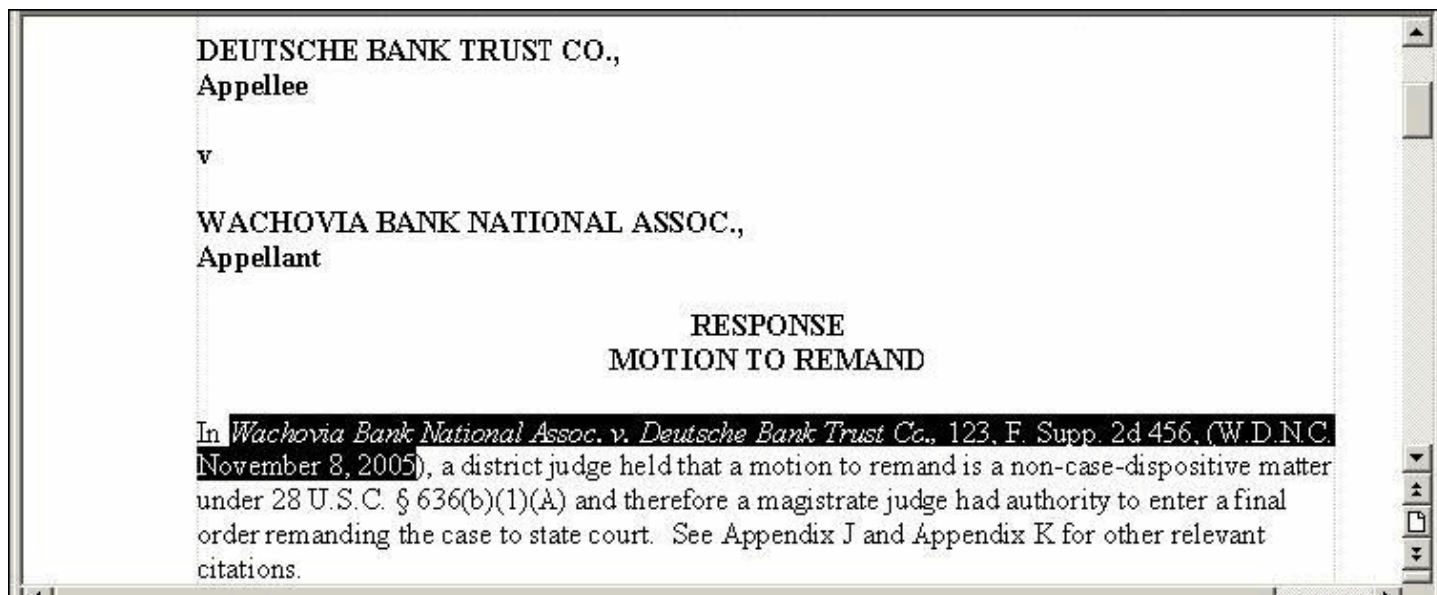 DEUTSCHE BANK TRUST CO.,
Appellee
v
WACHOVIA BANK NATIONAL ASSOC.,
Appellant
RESPONSE
MOTION TO REMAND
In Wachovia Bank National Assoc. v. Deutsche Bank Trust Co., 123, F. Supp. 2d 456, (W.D.N.C.
November 8, 2005), a district judge held that a motion to remand is a non-case-dispositive matter
under 28 U.S.C. § 636(b)(1)(A) and therefore a magistrate judge had authority to enter a final
order remanding the case to state court.  See Appendix J and Appendix K for other relevant
citations.